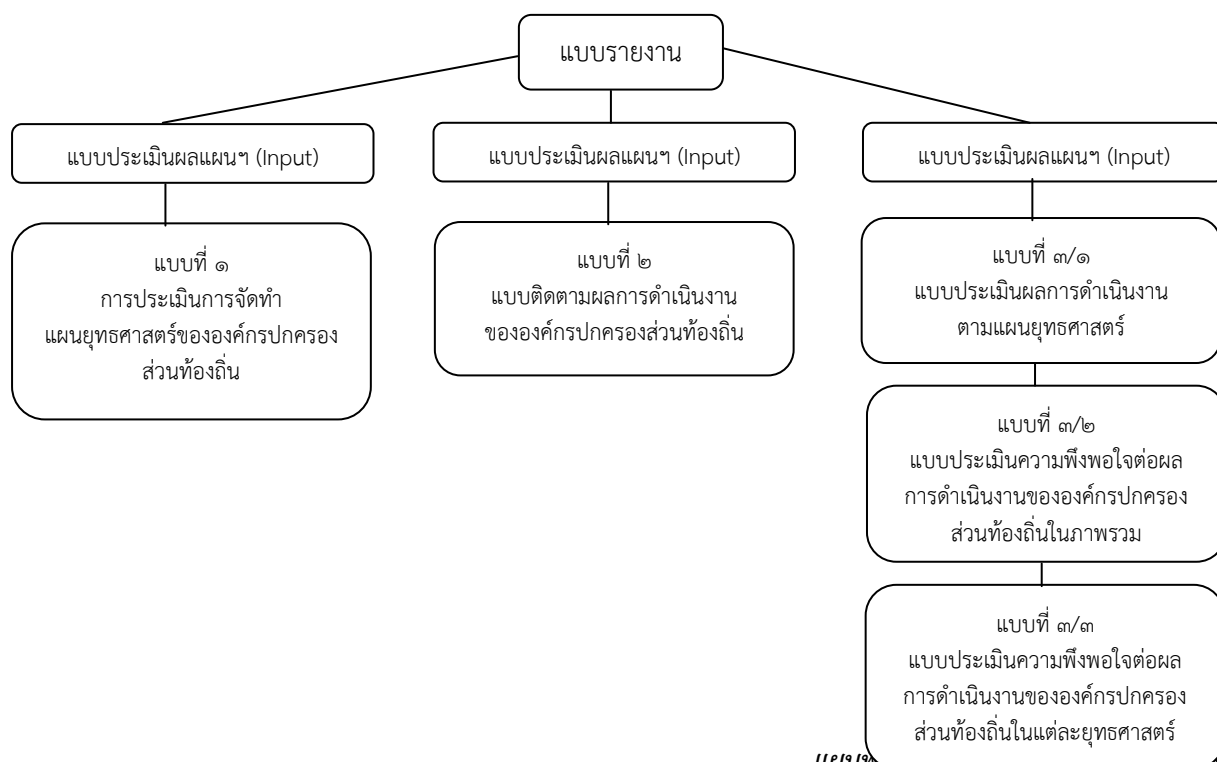 แบบรายงาน
แบบประเมินผลแผนฯ (Input)
แบบประเมินผลแผนฯ (Input)
แบบประเมินผลแผนฯ (Input)
แบบที่ ๑
การประเมินการจัดทำ
แผนยุทธศาสตร์ขององค์กรปกครอง
ส่วนท้องถิ่น
แบบที่ ๒
แบบติดตามผลการดำเนินงาน
ขององค์กรปกครองส่วนท้องถิ่น
แบบที่ ๓/๑
แบบประเมินผลการดำเนินงาน
ตามแผนยุทธศาสตร์
แบบที่ ๓/๒
แบบประเมินความพึงพอใจต่อผล
การดำเนินงานขององค์กรปกครอง
ส่วนท้องถิ่นในภาพรวม
แบบที่ ๓/๓
แบบประเมินความพึงพอใจต่อผล
การดำเนินงานขององค์กรปกครอง
ส่วนท้องถิ่นในแต่ละยุทธศาสตร์